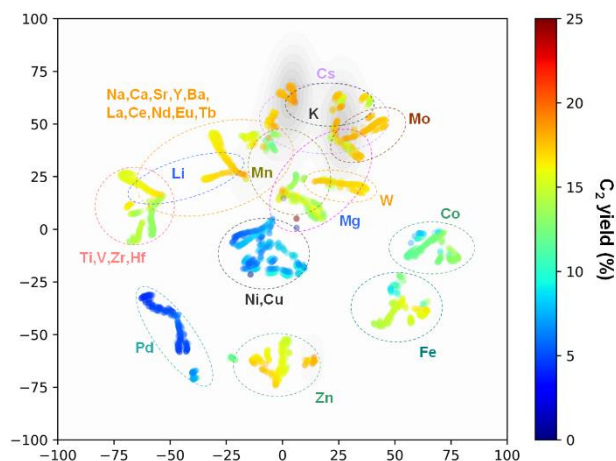 100
75
50
25
0
−25
−50
−75
−100
−100
−75
−50
−25
0
25
50
75
100
Cs
Na,Ca,Sr,Y,Ba,
La,Ce,Nd,Eu,Tb
K
Mo
Li
Mn
W
Mg
Co
Ti,V,Zr,Hf
Ni,Cu
Pd
Fe
Zn
25
20
15
10
5
0
C₂ yield (%)